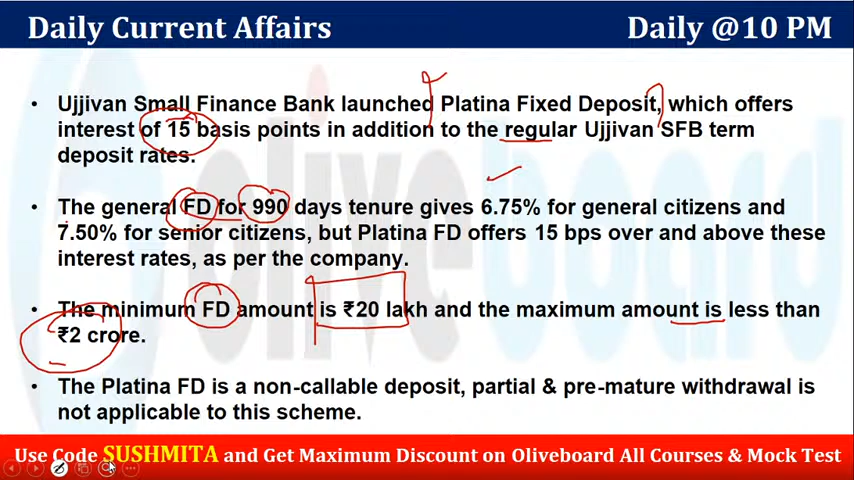 Daily Current Affairs
Daily @10 PM
• Ujjivan Small Finance Bank launched Platina Fixed Deposit, which offers
interest of 15 basis points in addition to the regular Ujjivan SFB term
deposit rates.
• The general FD for 990 days tenure gives 6.75% for general citizens and
7.50% for senior citizens, but Platina FD offers 15 bps over and above these
interest rates, as per the company.
• The minimum FD amount is ₹20 lakh and the maximum amount is less than
₹2 crore.
• The Platina FD is a non-callable deposit, partial & pre-mature withdrawal is
not applicable to this scheme.
Use Code SUSHMITA and Get Maximum Discount on Oliveboard All Courses & Mock Test
oliveboard